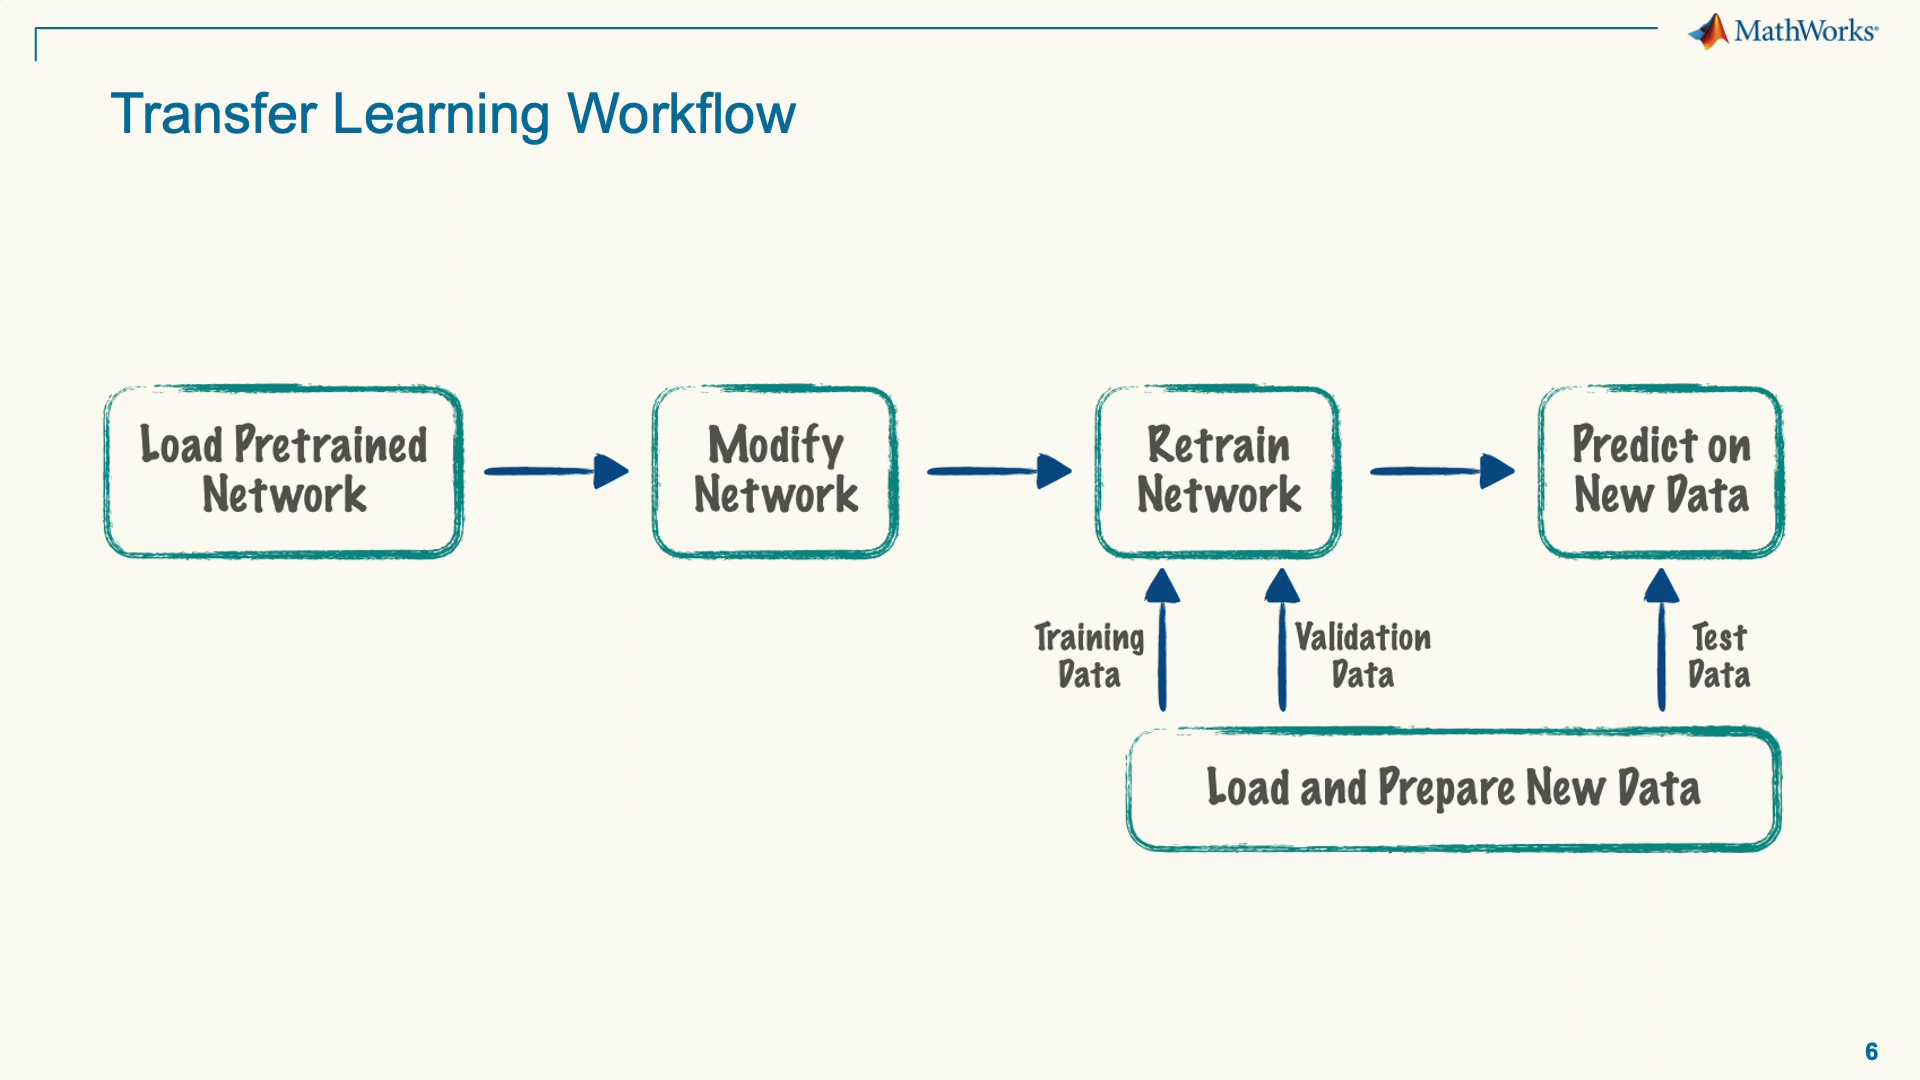 MathWorks®
Transfer Learning Workflow
Load Pretrained
Network
Modify
Network
Retrain
Network
Predict on
New Data
Training
Data
Validation
Data
Test
Data
Load and Prepare New Data
6